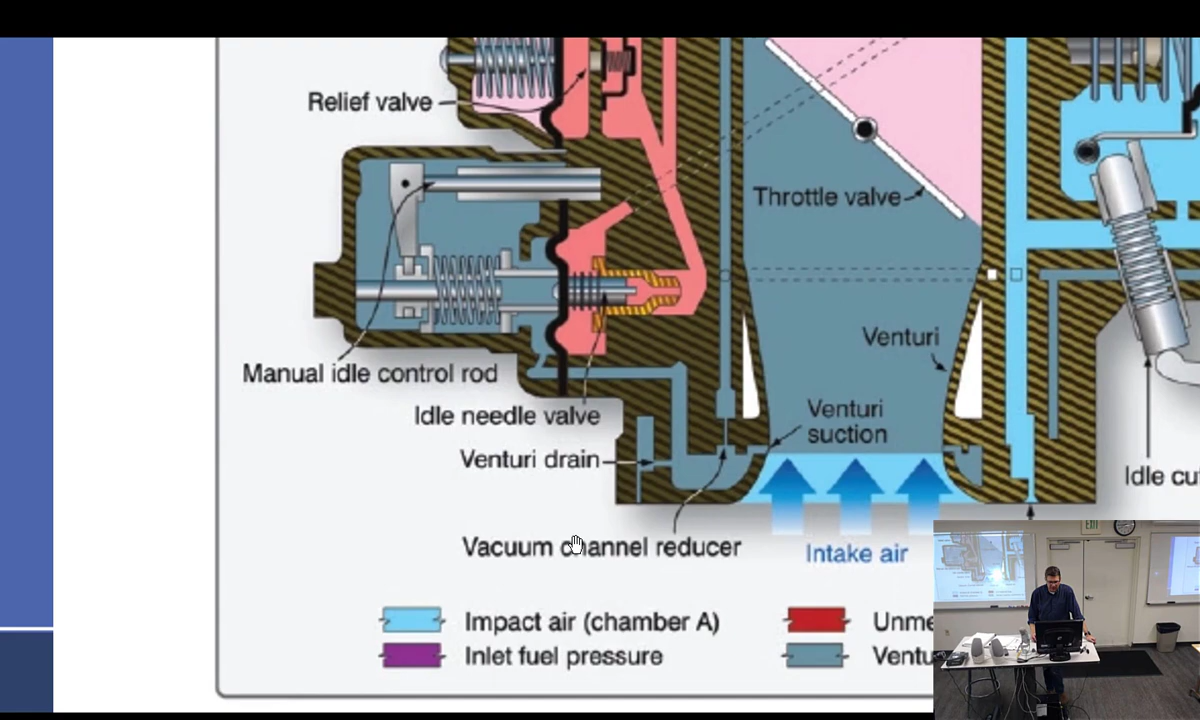 Relief valve
Throttle valve
Venturi
Manual idle control rod
Idle needle valve
Venturi
suction
Venturi drain
Idle cu
Vacuum channel reducer
Intake air
EXIT
Impact air (chamber A)
Unme
Inlet fuel pressure
Ventu